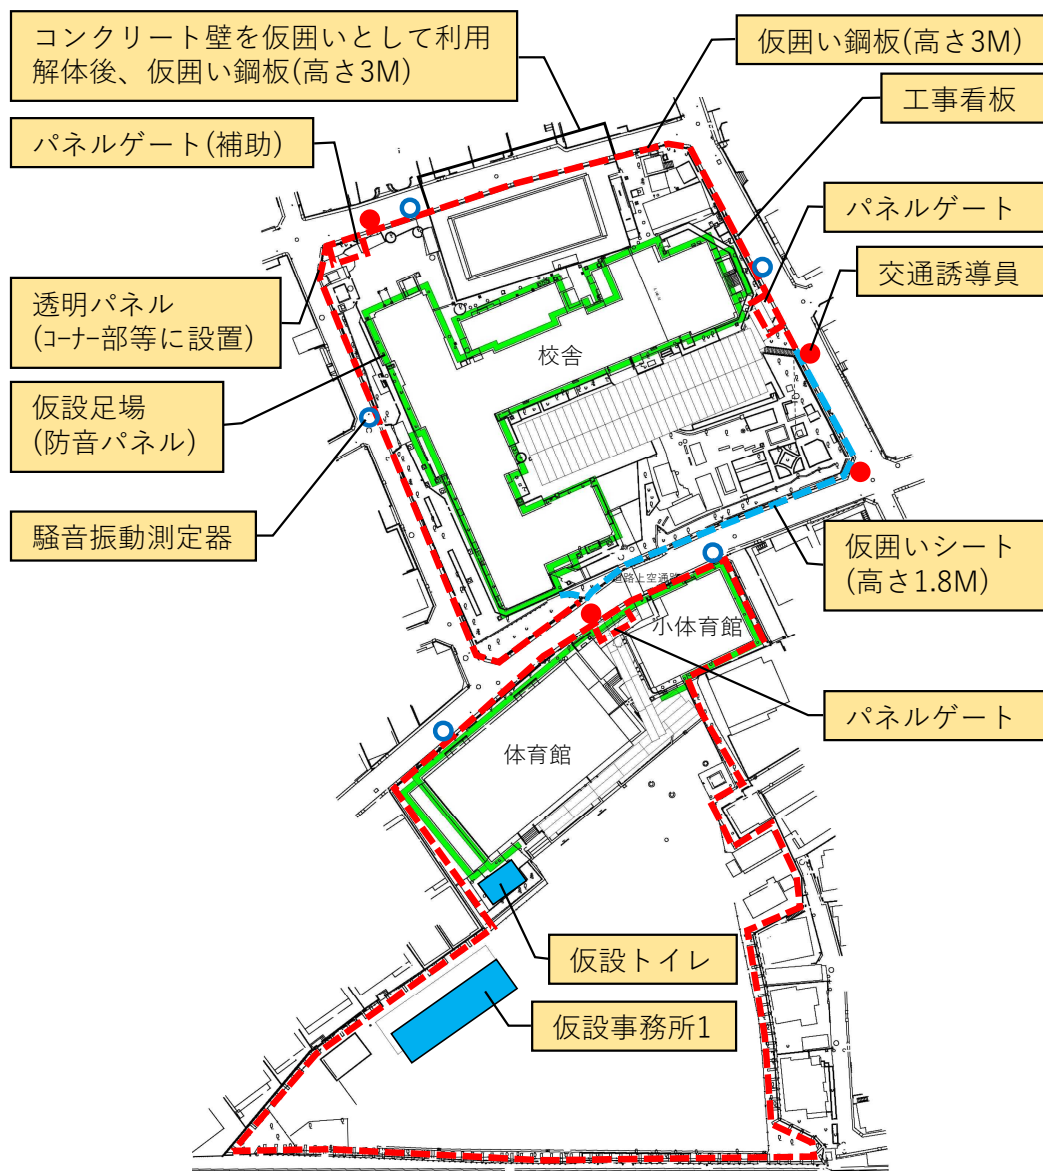 コンクリート壁を仮囲いとして利用
解体後、仮囲い鋼板(高さ3M)
仮囲い鋼板(高さ3M)
工事看板
パネルゲート(補助)
パネルゲート
交通誘導員
透明パネル
(ｺｰﾅｰ部等に設置)
校舎
仮設足場
(防音パネル)
騒音振動測定器
仮囲いシート
(高さ1.8M)
道路上空通路
小体育館
パネルゲート
体育館
仮設トイレ
仮設事務所1